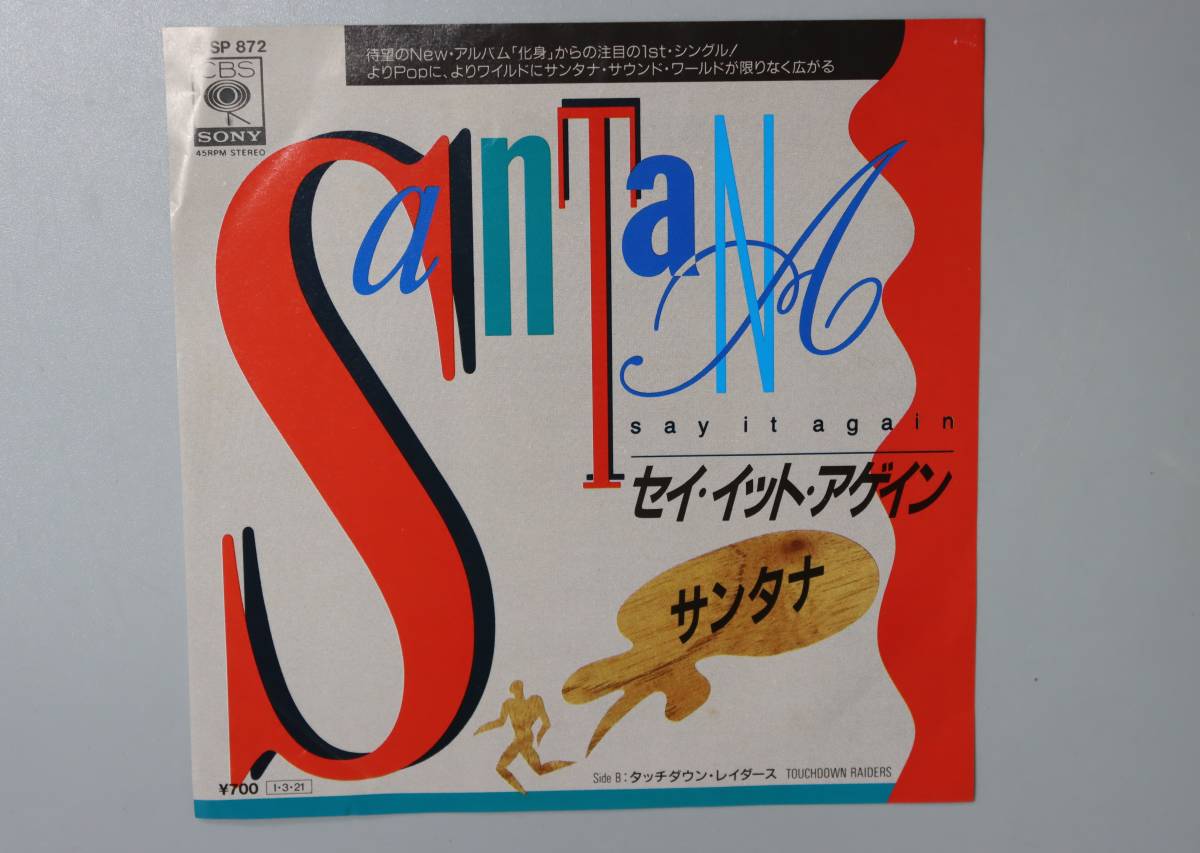 SP 872
CBS
SONY
45RPM STEREO
待望のNew・アルバム「化身」からの注目の1st・シングル!
よりPopに、よりワイルドにサンタナ・サウンド・ワールドが限りなく広がる
SanTaNA
say it again
セイ・イット・アゲイン
サンタナ
Side B：タッチダウン・レイダース TOUCHDOWN RAIDERS
¥700 I・3・21